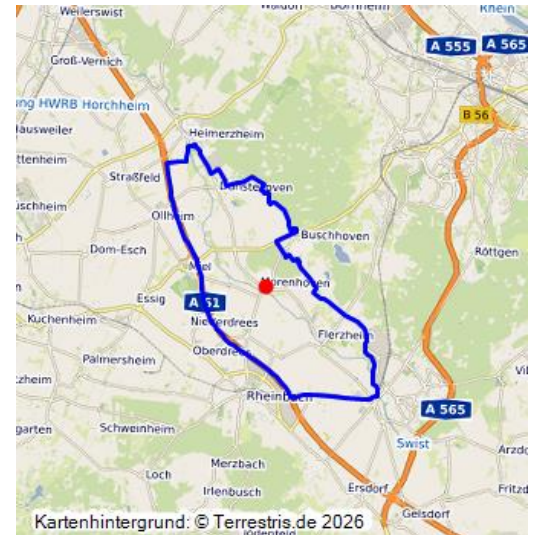 Weilerswist
Rhein
A 555
A 565
Groß-Vernich
ng HWRB Horchheim
B 56
Heimerzheim
Straßfeld
Dünstekoven
Ollheim
Buschhoven
Dom-Esch
Röttgen
Miel
Morenhoven
Essig
A 61
Kuchenheim
Niederdrees
Flerzheim
Oberdrees
Palmersheim
Rheinbach
A 565
Schweinheim
Swist
Merzbach
Loch
Irlenbusch
Ersdorf
Gelsdorf
Kartenhintergrund: © Terrestris.de 2026